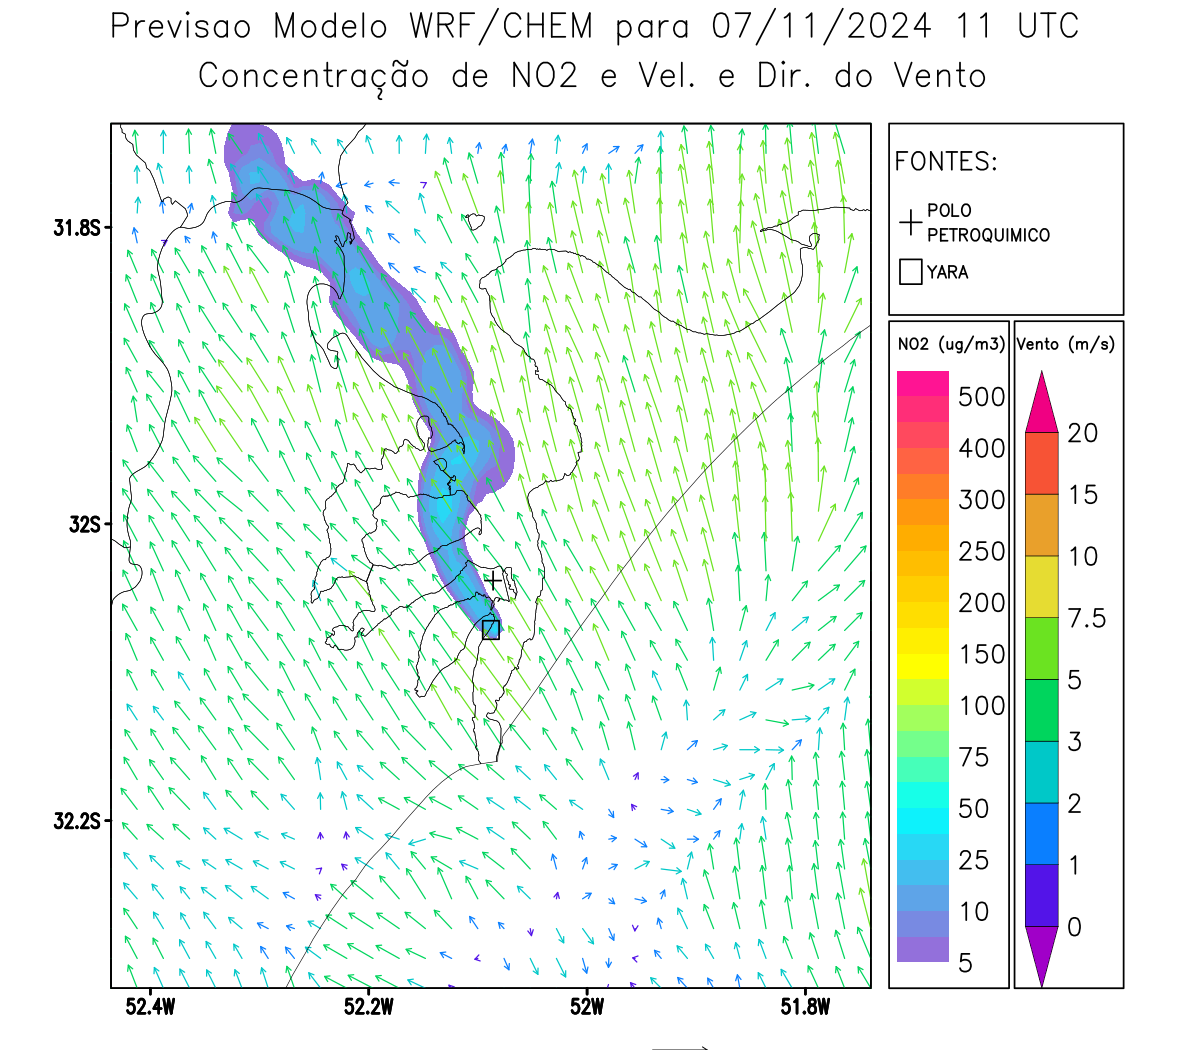 Previsao Modelo WRF/CHEM para 07/11/2024 11 UTC
Concentração de NO2 e Vel. e Dir. do Vento
FONTES:
POLO
PETROQUIMICO
YARA
NO2 (ug/m3)
500
400
300
250
200
150
100
75
50
25
10
5
Vento (m/s)
20
15
10
7.5
5
3
2
1
0
31.8S
32S
32.2S
52.4W
52.2W
52W
51.8W